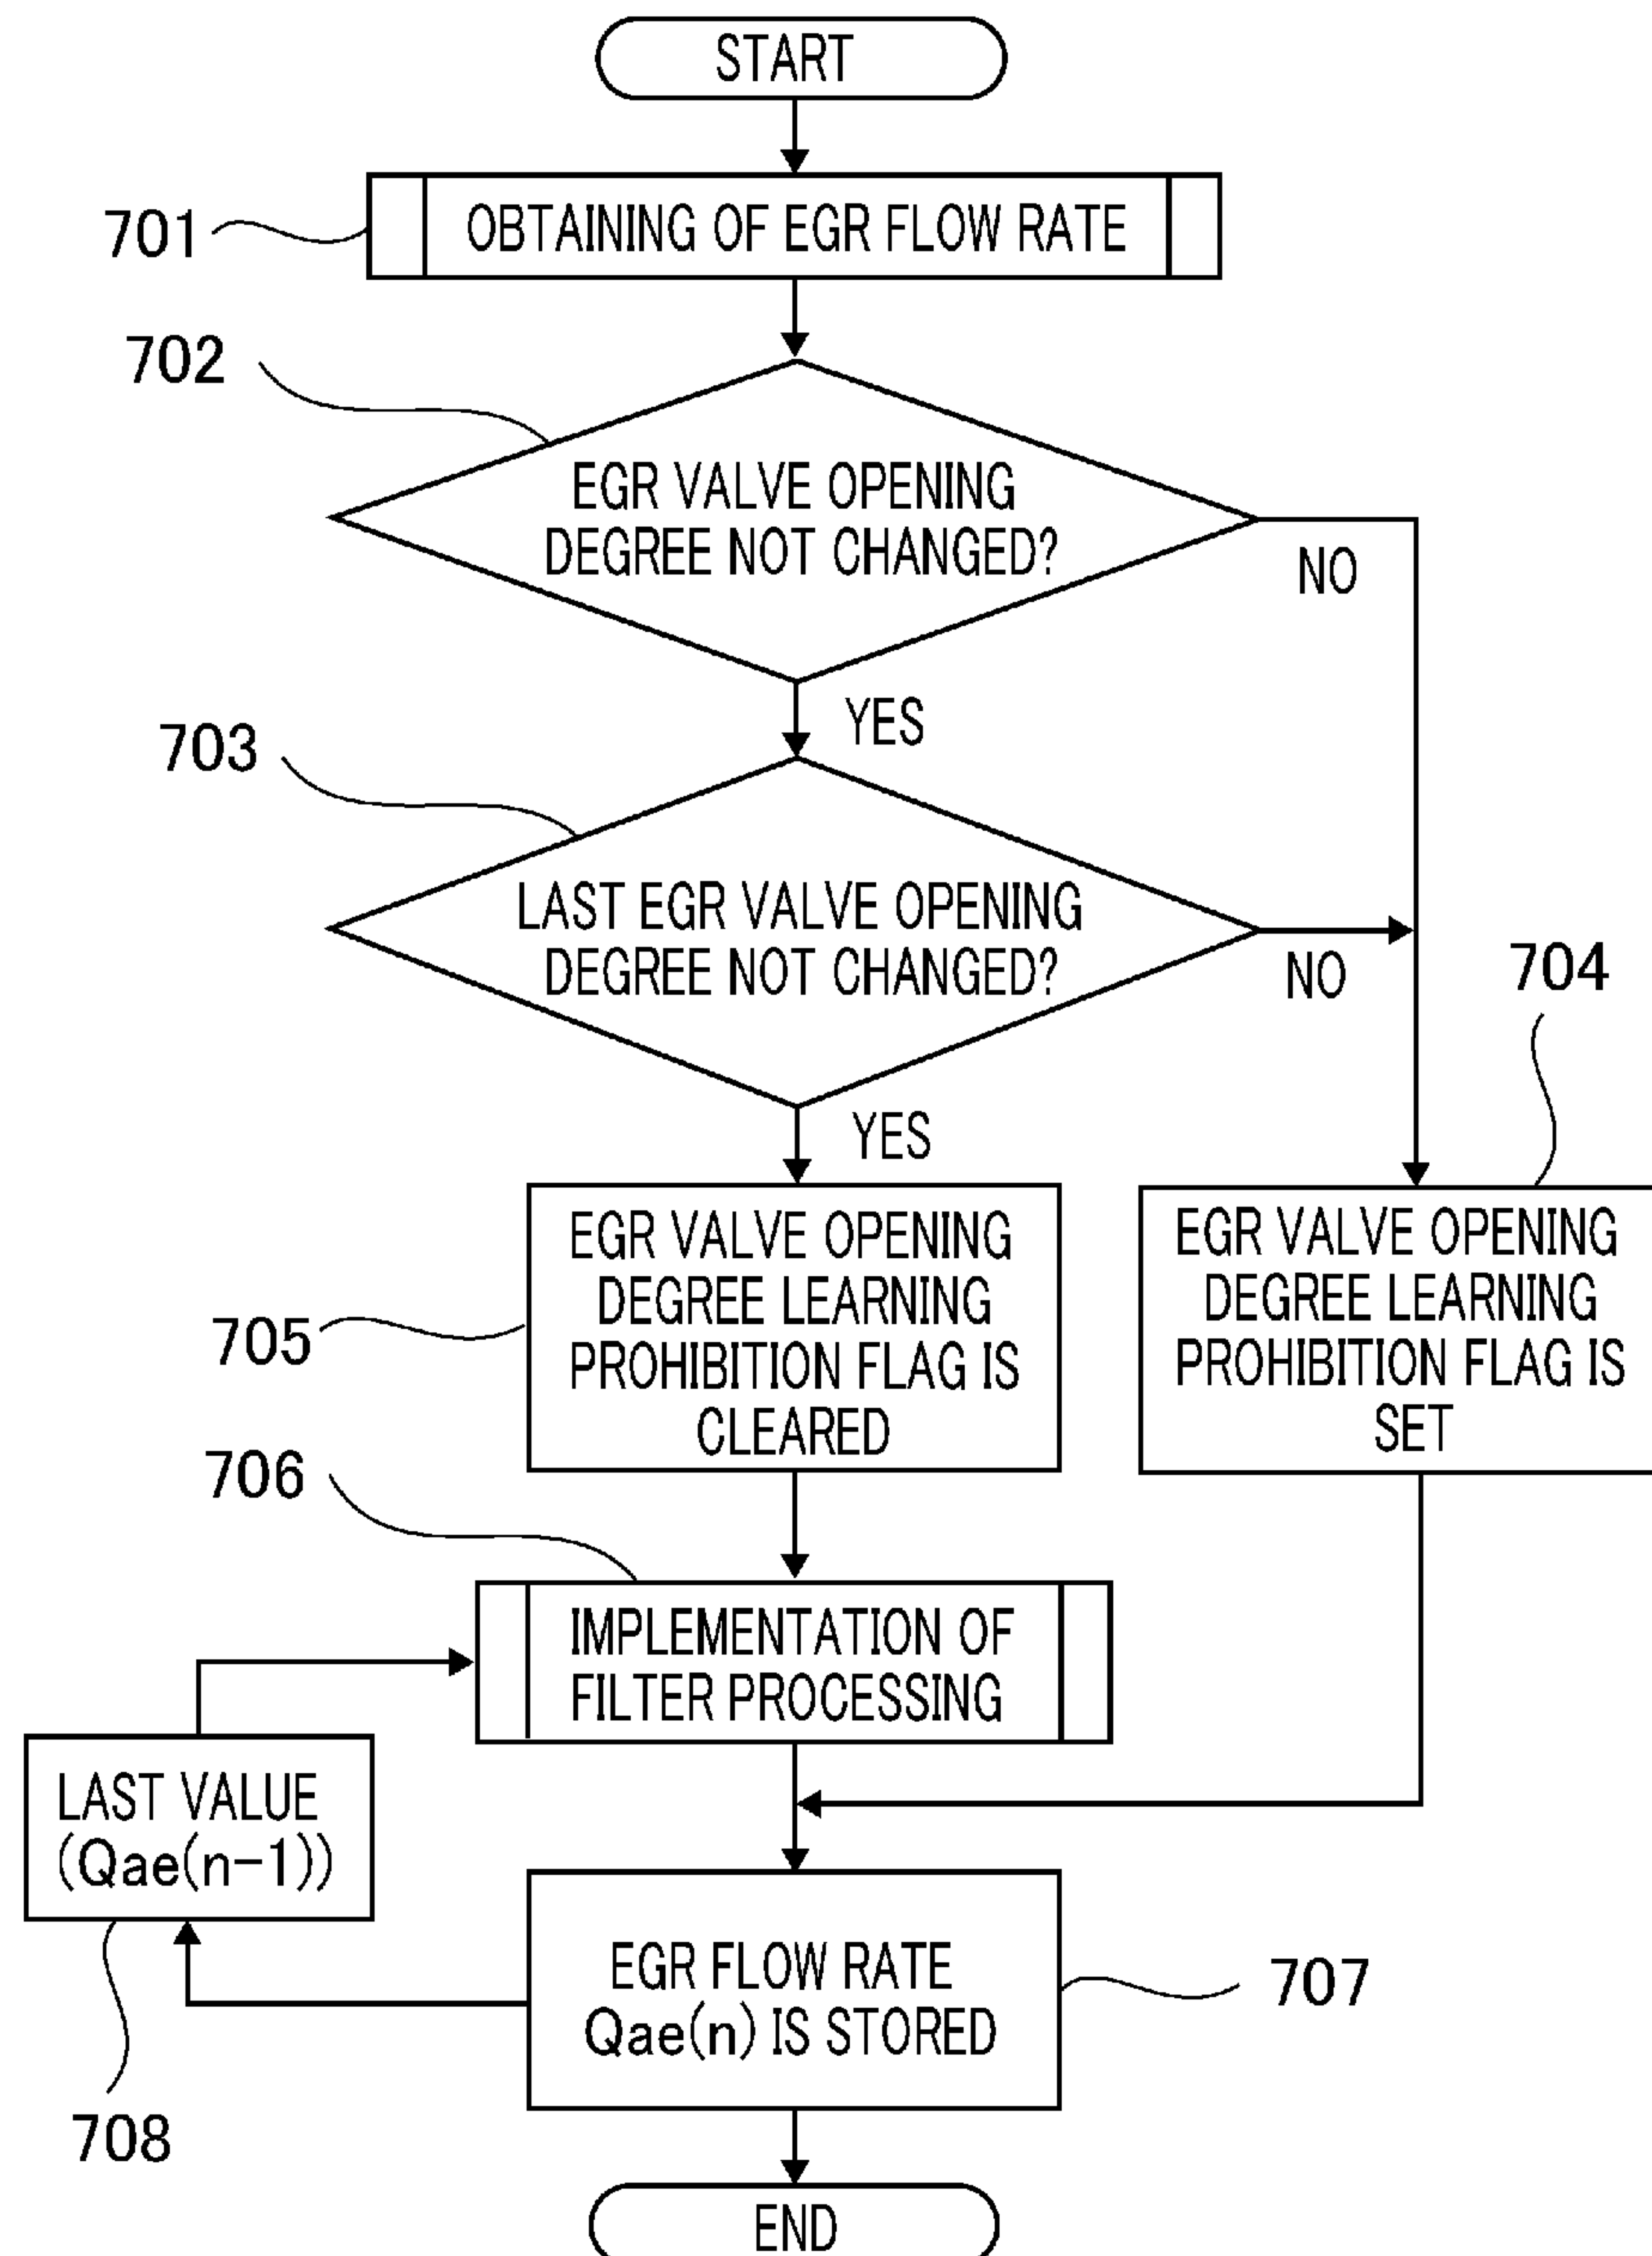 START
701
OBTAINING OF EGR FLOW RATE
702
EGR VALVE OPENING
DEGREE NOT CHANGED?
NO
YES
703
LAST EGR VALVE OPENING
DEGREE NOT CHANGED?
NO
704
YES
EGR VALVE OPENING
DEGREE LEARNING
PROHIBITION FLAG IS
SET
705
EGR VALVE OPENING
DEGREE LEARNING
PROHIBITION FLAG IS
CLEARED
706
IMPLEMENTATION OF
FILTER PROCESSING
LAST VALUE
(Qae(n-1))
EGR FLOW RATE
Qae(n) IS STORED
707
708
END